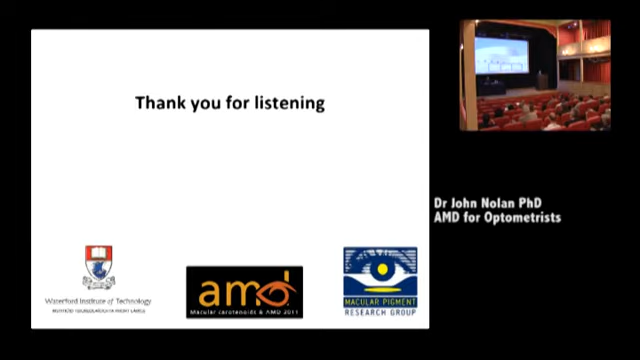 Thank you for listening
Dr John Nolan PhD
AMD for Optometrists
Waterford Institute of Technology
amd
Macular carotenoids & AMD 2011
MACULAR PIGMENT
RESEARCH GROUP